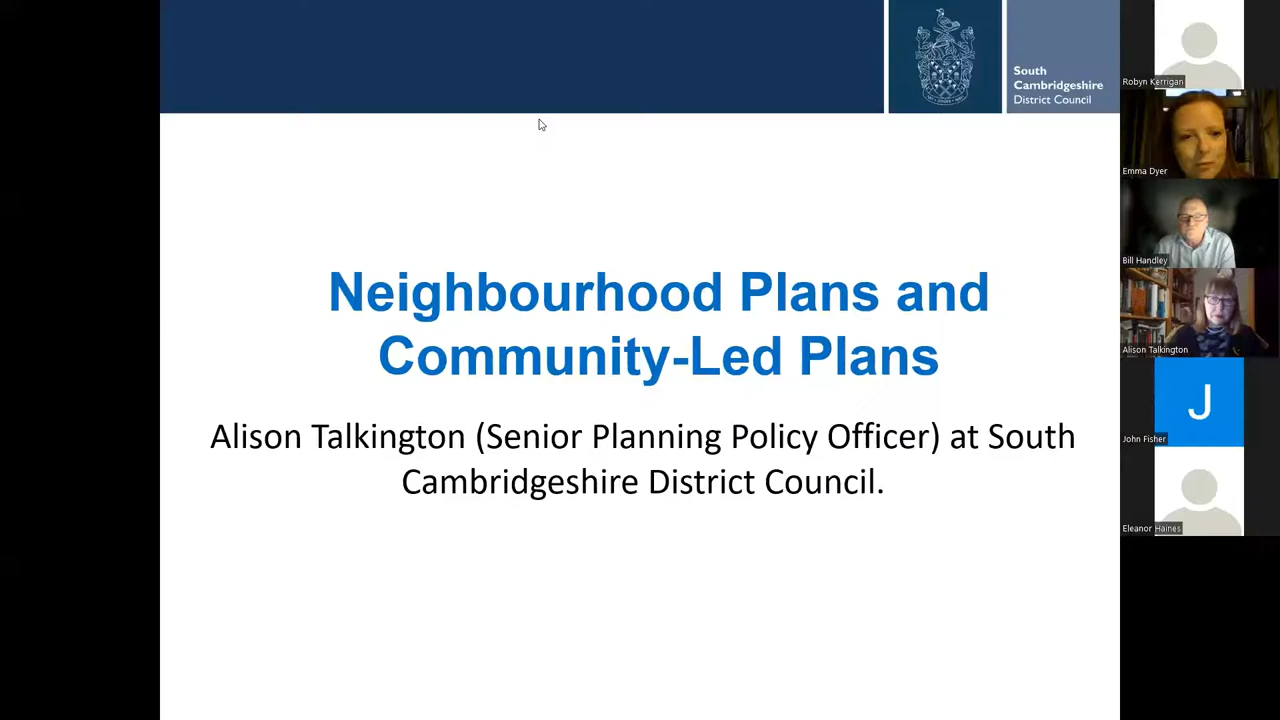 South
Cambridgeshire
District Council
Neighbourhood Plans and
Community-Led Plans
Alison Talkington (Senior Planning Policy Officer) at South
Cambridgeshire District Council.
Robyn Kerrigan
Emma Dyer
Bill Handley
Alison Talkington
J
John Fisher
Eleanor Haines